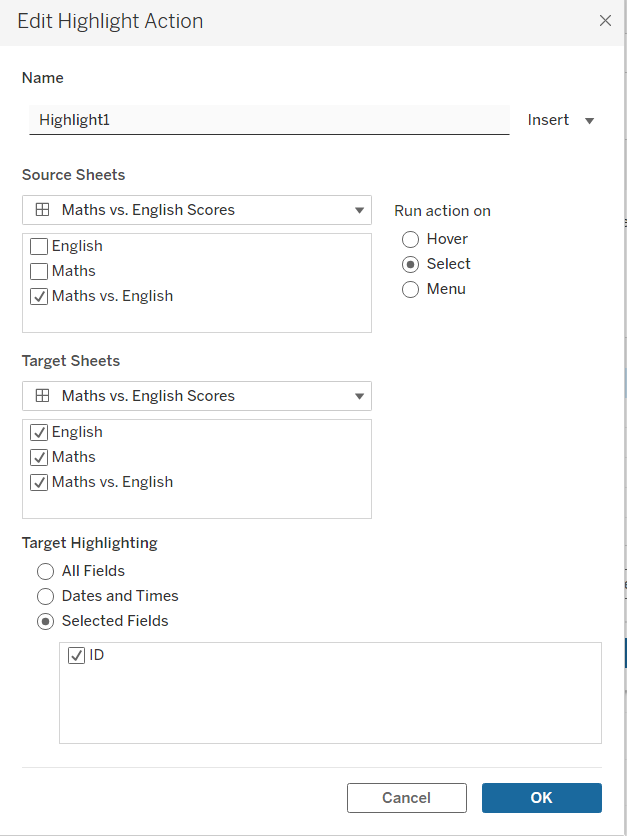 Edit Highlight Action
Name
Highlight1
Insert
Source Sheets
Maths vs. English Scores
English
Maths
Maths vs. English
Run action on
Hover
Select
Menu
Target Sheets
Maths vs. English Scores
English
Maths
Maths vs. English
Target Highlighting
All Fields
Dates and Times
Selected Fields
ID
Cancel
OK